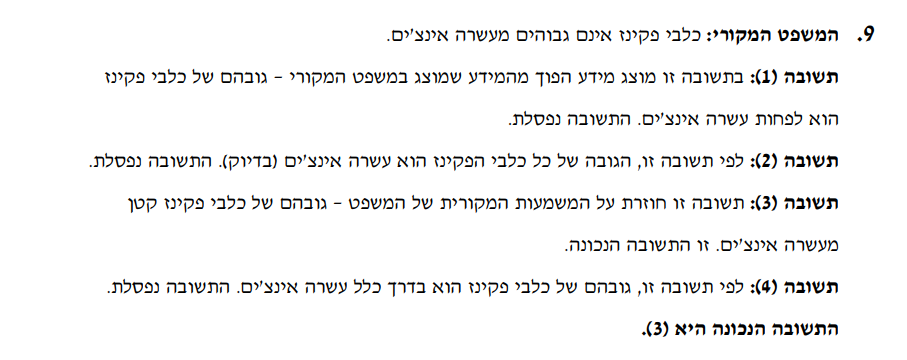 9. המשפט המקורי: כלבי פקינז אינם גבוהים מעשרה אינצ'ים.
תשובה (1): בתשובה זו מוצג מידע הפוך מהמידע שמוצג במשפט המקורי – גובהם של כלבי פקינז
הוא לפחות עשרה אינצ'ים. התשובה נפסלת.
תשובה (2): לפי תשובה זו, הגובה של כל כלבי הפקינז הוא עשרה אינצ'ים (בדיוק). התשובה נפסלת.
תשובה (3): תשובה זו חוזרת על המשמעות המקורית של המשפט – גובהם של כלבי פקינז קטן
מעשרה אינצ'ים. זו התשובה הנכונה.
תשובה (4): לפי תשובה זו, גובהם של כלבי פקינז הוא בדרך כלל עשרה אינצ'ים. התשובה נפסלת.
התשובה הנכונה היא (3).